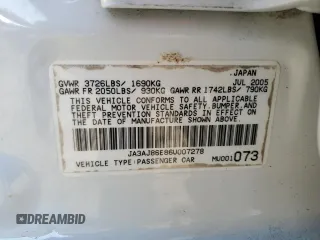 JAPAN
GVWR 3726LBS/ 1690KG JUL 2005
GAWR FR 2050LBS/ 930KG GAWR RR 1742LBS/ 790KG
THIS VEHICLE CONFORMS TO ALL APPLICABLE
FEDERAL MOTOR VEHICLE SAFETY,BUMPER,AND
THEFT PREVENTION STANDARDS IN EFFECT ON
THE DATE OF MANUFACTURE SHOWN ABOVE.
JA3AJ86E86U007278
VEHICLE TYPE:PASSENGER CAR MU001073
DREAMBID